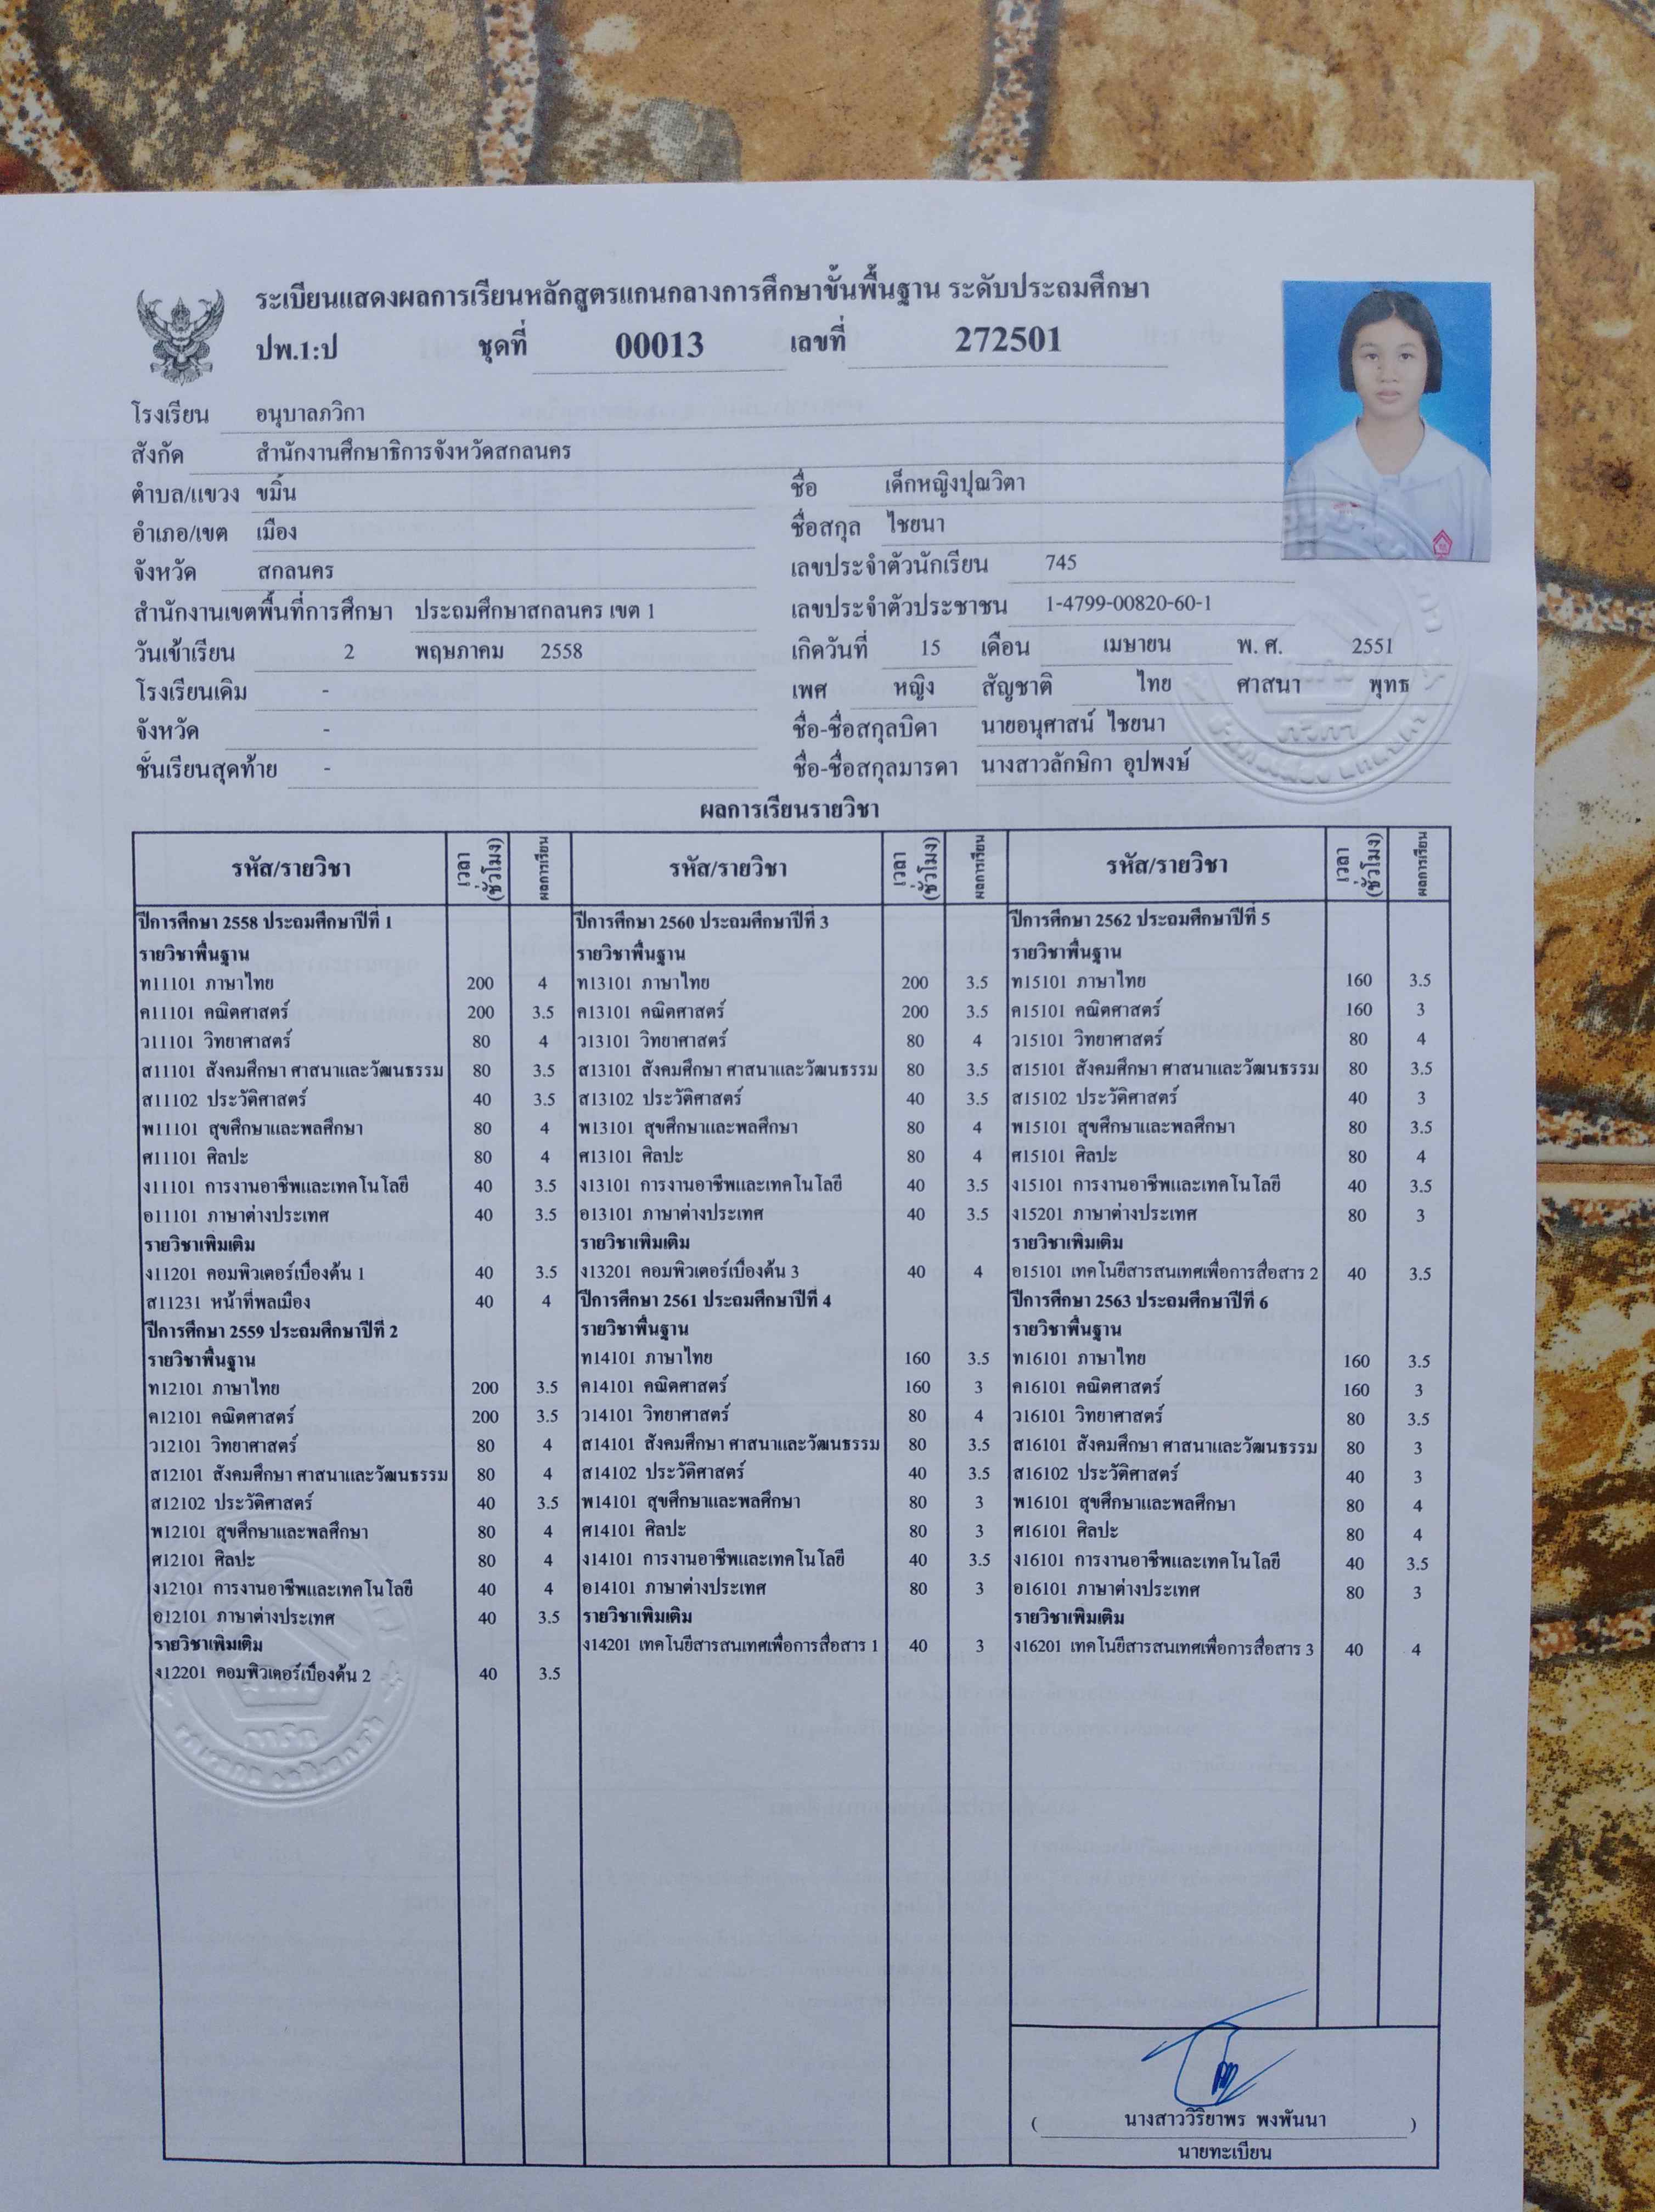 ระเบียนแสดงผลการเรียนหลักสูตรแกนกลางการศึกษาขั้นพื้นฐาน ระดับประถมศึกษา
ปพ.1:ป ชุดที่ 00013 เลขที่ 272501
โรงเรียน อนุบาลภวิกา
สังกัด สำนักงานศึกษาธิการจังหวัดสกลนคร
ตำบล/แขวง ขมิ้น
อำเภอ/เขต เมือง
จังหวัด สกลนคร
สำนักงานเขตพื้นที่การศึกษา ประถมศึกษาสกลนคร เขต 1
วันเข้าเรียน 2 พฤษภาคม 2558
โรงเรียนเดิม -
จังหวัด -
ชั้นเรียนสุดท้าย -
ชื่อ เด็กหญิงปุณวิตา
ชื่อสกุล ไชยนา
เลขประจำตัวนักเรียน 745
เลขประจำตัวประชาชน 1-4799-00820-60-1
เกิดวันที่ 15 เดือน เมษายน พ. ศ. 2551
เพศ หญิง สัญชาติ ไทย ศาสนา พุทธ
ชื่อ-ชื่อสกุลบิดา นายอนุศาสน์ ไชยนา
ชื่อ-ชื่อสกุลมารดา นางสาวลักษิกา อุปพงษ์
ผลการเรียนรายวิชา
รหัส/รายวิชา เวลา (ชั่วโมง) ผลการเรียน
ปีการศึกษา 2558 ประถมศึกษาปีที่ 1
รายวิชาพื้นฐาน
ท11101 ภาษาไทย 200 4
ค11101 คณิตศาสตร์ 200 3.5
ว11101 วิทยาศาสตร์ 80 4
ส11101 สังคมศึกษา ศาสนาและวัฒนธรรม 80 3.5
ส11102 ประวัติศาสตร์ 40 3.5
พ11101 สุขศึกษาและพลศึกษา 80 4
ศ11101 ศิลปะ 80 4
ง11101 การงานอาชีพและเทคโนโลยี 40 3.5
อ11101 ภาษาต่างประเทศ 40 3.5
รายวิชาเพิ่มเติม
ง11201 คอมพิวเตอร์เบื้องต้น 1 40 3.5
ส11231 หน้าที่พลเมือง 40 4
ปีการศึกษา 2559 ประถมศึกษาปีที่ 2
รายวิชาพื้นฐาน
ท12101 ภาษาไทย 200 3.5
ค12101 คณิตศาสตร์ 200 3.5
ว12101 วิทยาศาสตร์ 80 4
ส12101 สังคมศึกษา ศาสนาและวัฒนธรรม 80 4
ส12102 ประวัติศาสตร์ 40 3.5
พ12101 สุขศึกษาและพลศึกษา 80 4
ศ12101 ศิลปะ 80 4
ง12101 การงานอาชีพและเทคโนโลยี 40 4
อ12101 ภาษาต่างประเทศ 40 3.5
รายวิชาเพิ่มเติม
ง12201 คอมพิวเตอร์เบื้องต้น 2 40 3.5
รหัส/รายวิชา เวลา (ชั่วโมง) ผลการเรียน
ปีการศึกษา 2560 ประถมศึกษาปีที่ 3
รายวิชาพื้นฐาน
ท13101 ภาษาไทย 200 3.5
ค13101 คณิตศาสตร์ 200 3.5
ว13101 วิทยาศาสตร์ 80 4
ส13101 สังคมศึกษา ศาสนาและวัฒนธรรม 80 3.5
ส13102 ประวัติศาสตร์ 40 3.5
พ13101 สุขศึกษาและพลศึกษา 80 4
ศ13101 ศิลปะ 80 4
ง13101 การงานอาชีพและเทคโนโลยี 40 3.5
อ13101 ภาษาต่างประเทศ 40 3.5
รายวิชาเพิ่มเติม
ง13201 คอมพิวเตอร์เบื้องต้น 3 40 4
ปีการศึกษา 2561 ประถมศึกษาปีที่ 4
รายวิชาพื้นฐาน
ท14101 ภาษาไทย 160 3.5
ค14101 คณิตศาสตร์ 160 3
ว14101 วิทยาศาสตร์ 80 4
ส14101 สังคมศึกษา ศาสนาและวัฒนธรรม 80 3.5
ส14102 ประวัติศาสตร์ 40 3.5
พ14101 สุขศึกษาและพลศึกษา 80 3
ศ14101 ศิลปะ 80 3
ง14101 การงานอาชีพและเทคโนโลยี 40 3.5
อ14101 ภาษาต่างประเทศ 80 3
รายวิชาเพิ่มเติม
ง14201 เทคโนยีสารสนเทศเพื่อการสื่อสาร 1 40 3
รหัส/รายวิชา เวลา (ชั่วโมง) ผลการเรียน
ปีการศึกษา 2562 ประถมศึกษาปีที่ 5
รายวิชาพื้นฐาน
ท15101 ภาษาไทย 160 3.5
ค15101 คณิตศาสตร์ 160 3
ว15101 วิทยาศาสตร์ 80 4
ส15101 สังคมศึกษา ศาสนาและวัฒนธรรม 80 3.5
ส15102 ประวัติศาสตร์ 40 3
พ15101 สุขศึกษาและพลศึกษา 80 3.5
ศ15101 ศิลปะ 80 4
ง15101 การงานอาชีพและเทคโนโลยี 40 3.5
ง15201 ภาษาต่างประเทศ 80 3
รายวิชาเพิ่มเติม
อ15101 เทคโนยีสารสนเทศเพื่อการสื่อสาร 2 40 3.5
ปีการศึกษา 2563 ประถมศึกษาปีที่ 6
รายวิชาพื้นฐาน
ท16101 ภาษาไทย 160 3.5
ค16101 คณิตศาสตร์ 160 3
ว16101 วิทยาศาสตร์ 80 3.5
ส16101 สังคมศึกษา ศาสนาและวัฒนธรรม 80 3
ส16102 ประวัติศาสตร์ 40 3
พ16101 สุขศึกษาและพลศึกษา 80 4
ศ16101 ศิลปะ 80 4
ง16101 การงานอาชีพและเทคโนโลยี 40 3.5
อ16101 ภาษาต่างประเทศ 80 3
รายวิชาเพิ่มเติม
ง16201 เทคโนยีสารสนเทศเพื่อการสื่อสาร 3 40 4
( นางสาววิริยาพร พงพันนา )
นายทะเบียน